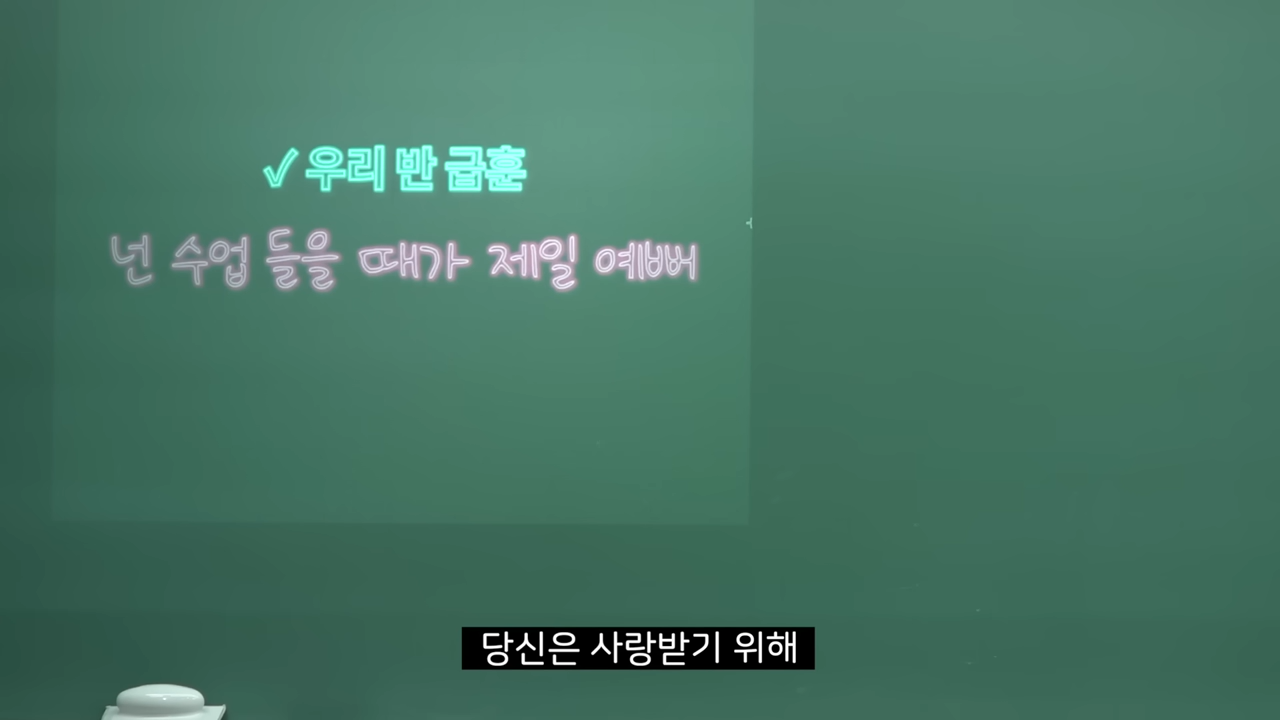 ✓ 우리 반 급훈
넌 수업 들을 때가 제일 예뻐
당신은 사랑받기 위해